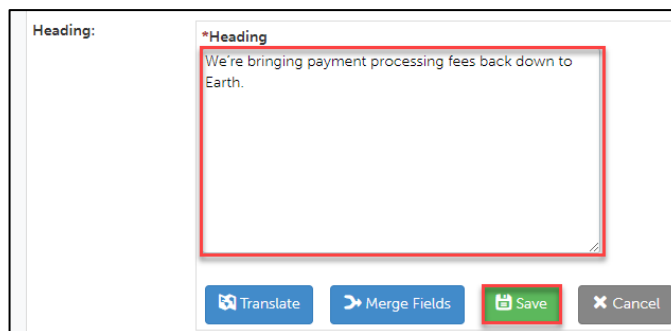 Heading:
*Heading
We're bringing payment processing fees back down to
Earth.
Translate
Merge Fields
Save
Cancel